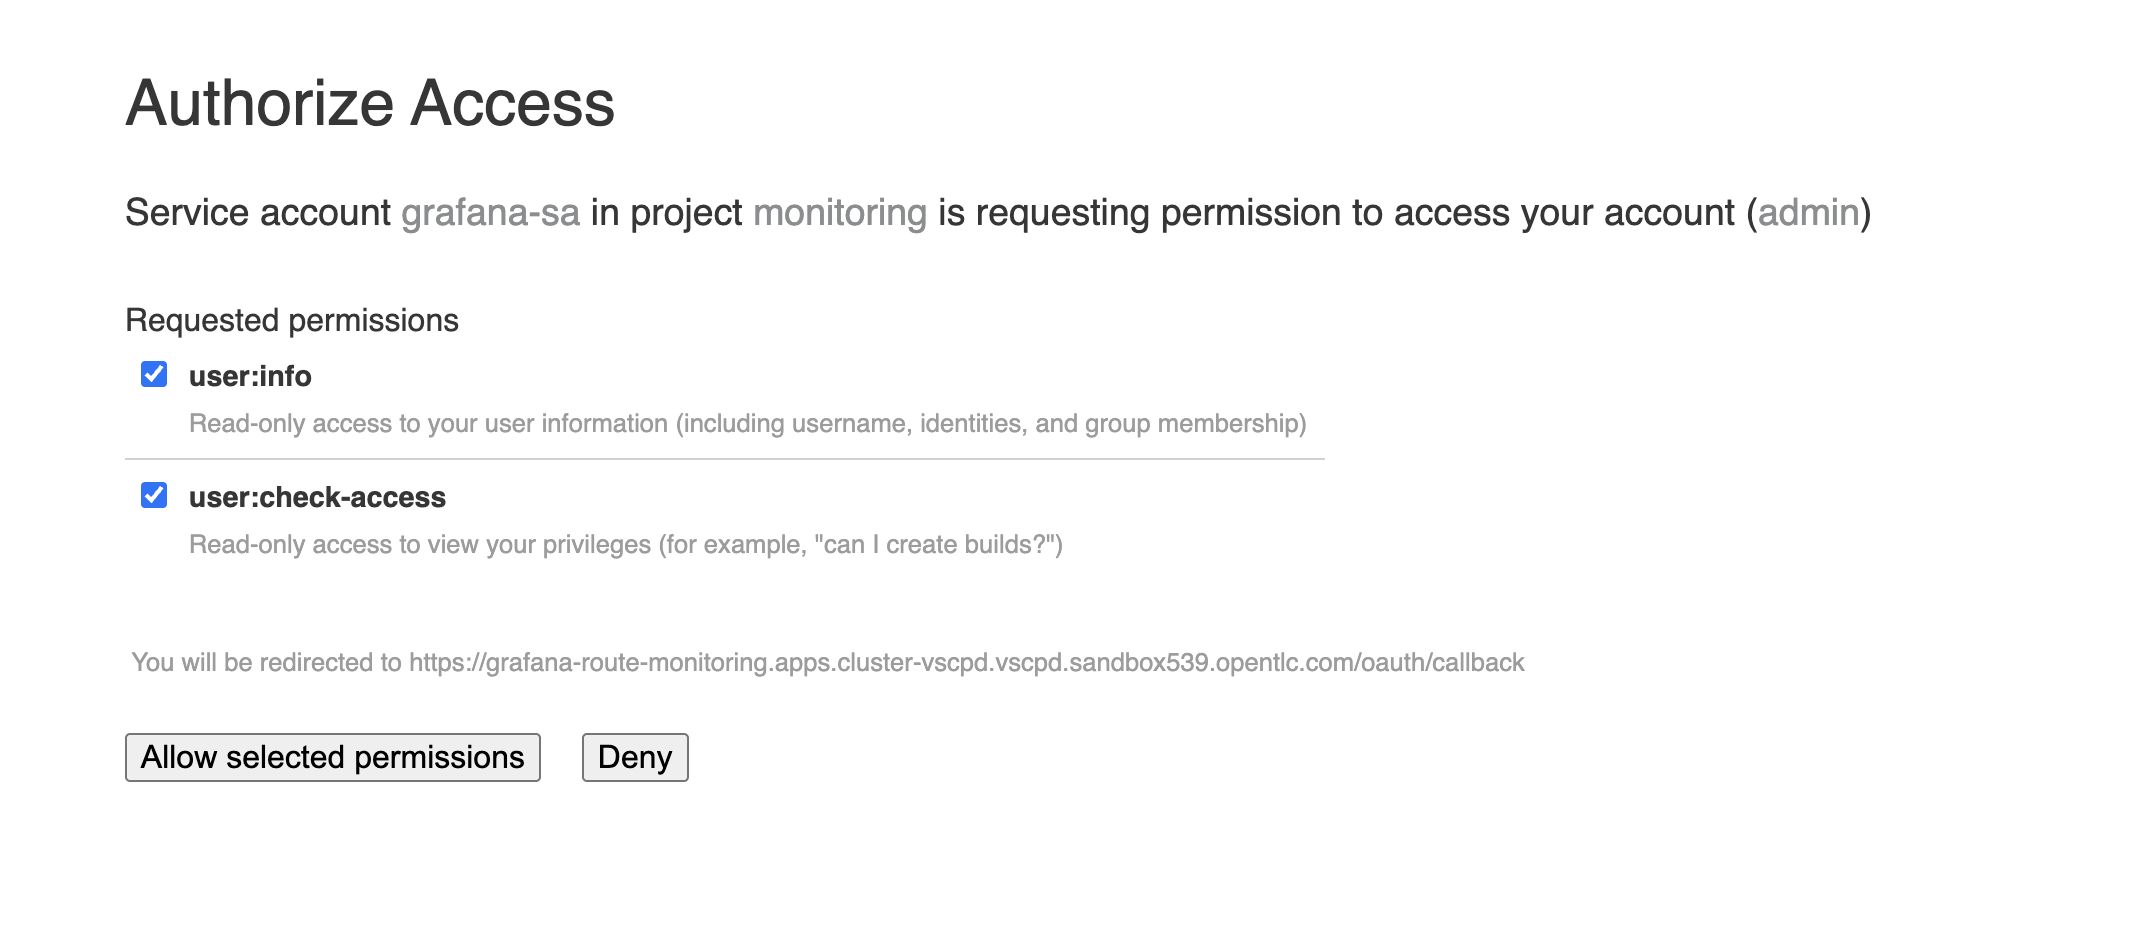 Authorize Access
Service account grafana-sa in project monitoring is requesting permission to access your account (admin)
Requested permissions
user:info
Read-only access to your user information (including username, identities, and group membership)
user:check-access
Read-only access to view your privileges (for example, "can I create builds?")
You will be redirected to https://grafana-route-monitoring.apps.cluster-vscpd.vscpd.sandbox539.opentlc.com/oauth/callback
Allow selected permissions Deny